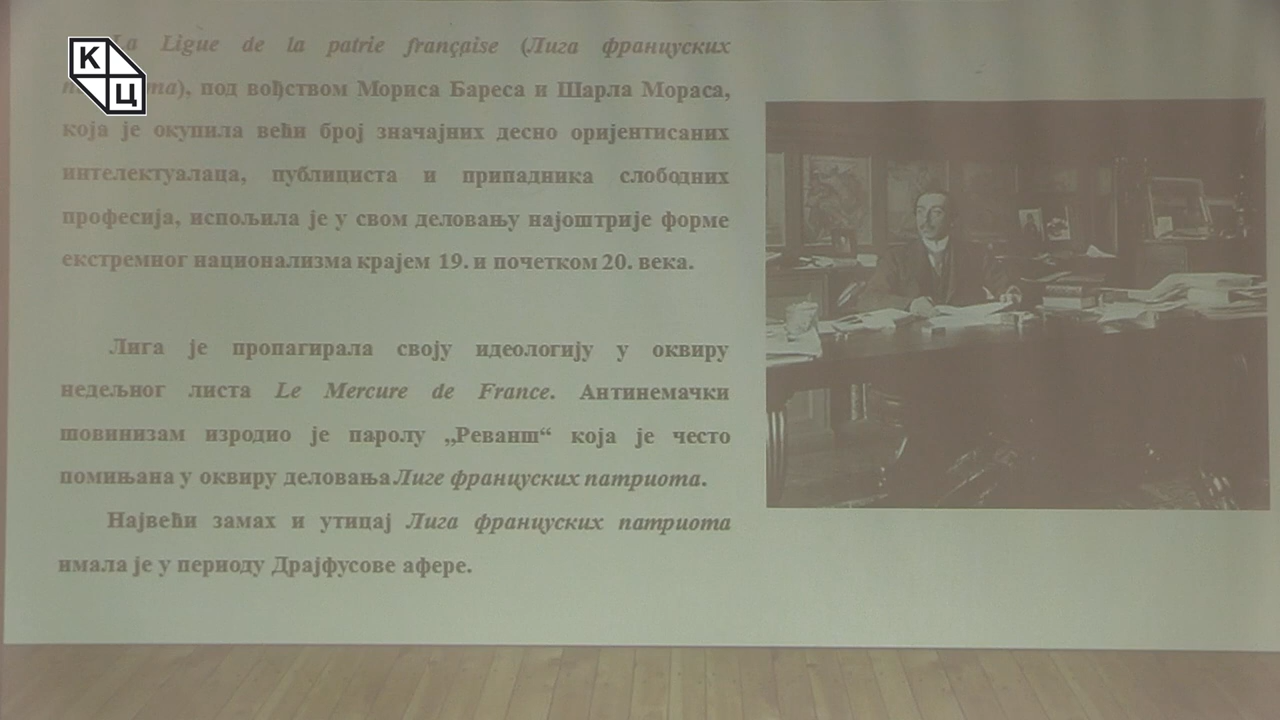 К
Ц
La Ligue de la patrie française (Лига француских
), под вођством Мориса Бареса и Шарла Мораса,
која је окупила већи број значајних десно оријентисаних
интелектуалаца, публициста и припадника слободних
професија, испољила је у свом деловању најоштрије форме
екстремног национализма крајем 19. и почетком 20. века.
Лига је пропагирала своју идеологију у оквиру
недељног листа Le Mercure de France. Антинемачки
шовинизам изродио је паролу „Реванш“ која је често
помињана у оквиру деловања Лиге француских патриота.
Највећи замах и утицај Лига француских патриота
имала је у периоду Драјфусове афере.